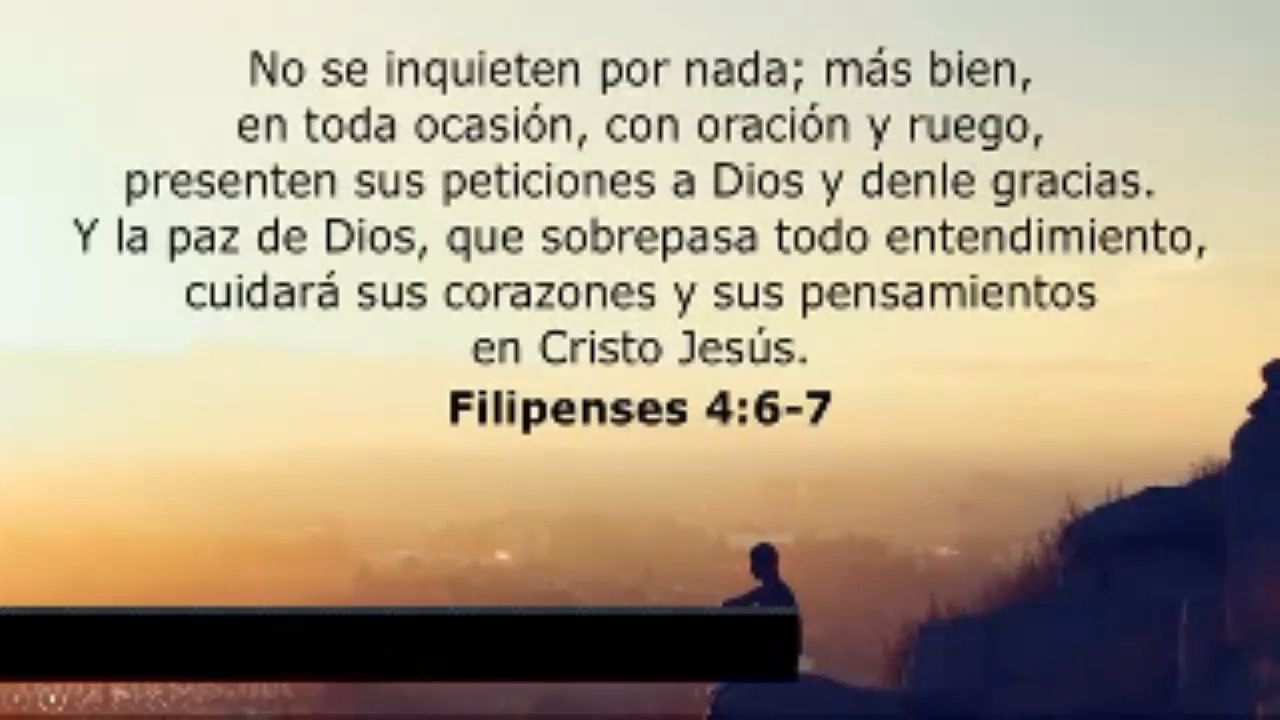 No se inquieten por nada; más bien,
en toda ocasión, con oración y ruego,
presenten sus peticiones a Dios y denle gracias.
Y la paz de Dios, que sobrepasa todo entendimiento,
cuidará sus corazones y sus pensamientos
en Cristo Jesús.
Filipenses 4:6-7